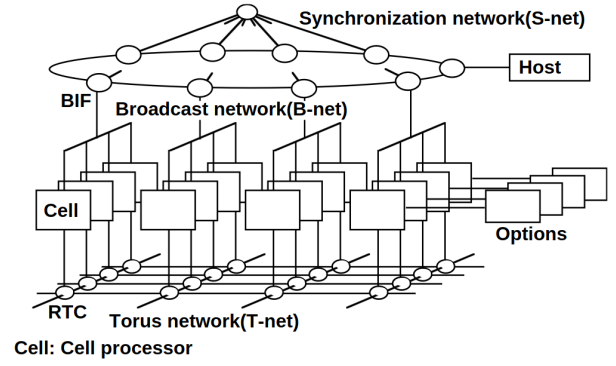 Synchronization network(S-net)
Host
BIF
Broadcast network(B-net)
Cell
Options
RTC
Torus network(T-net)
Cell: Cell processor